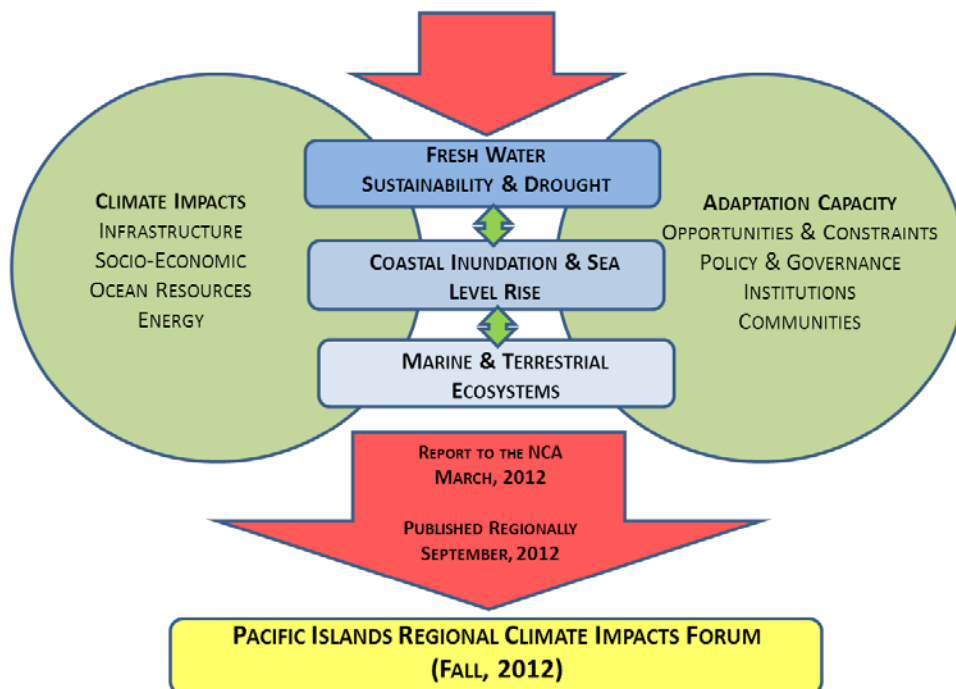 FRESH WATER
SUSTAINABILITY & DROUGHT
CLIMATE IMPACTS
INFRASTRUCTURE
SOCIO-ECONOMIC
OCEAN RESOURCES
ENERGY
COASTAL INUNDATION & SEA
LEVEL RISE
ADAPTATION CAPACITY
OPPORTUNITIES & CONSTRAINTS
POLICY & GOVERNANCE
INSTITUTIONS
COMMUNITIES
MARINE & TERRESTRIAL
ECOSYSTEMS
REPORT TO THE NCA
MARCH, 2012
PUBLISHED REGIONALLY
SEPTEMBER, 2012
PACIFIC ISLANDS REGIONAL CLIMATE IMPACTS FORUM
(FALL, 2012)